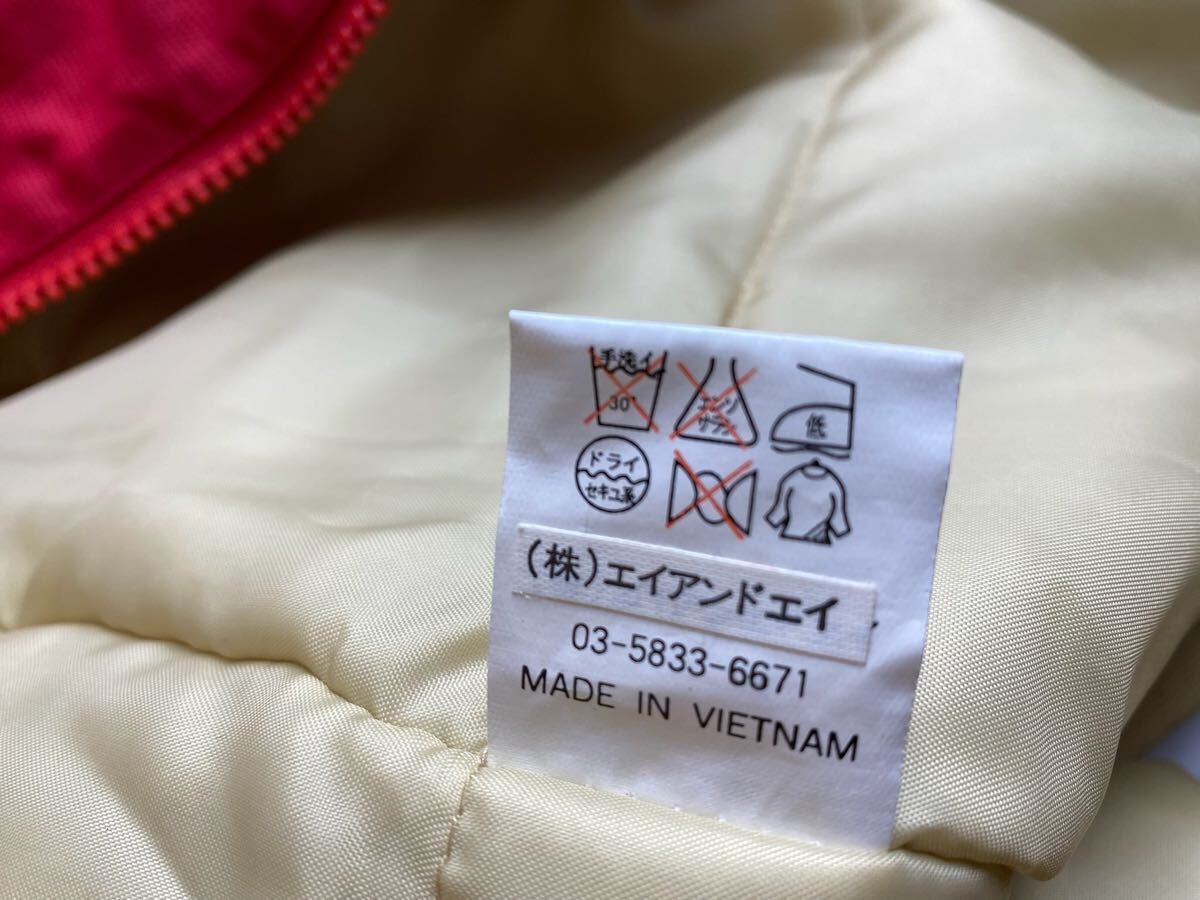 手洗イ
30°
エンソ
サラシ
低
ドライ
セキユ系
(株)エイアンドエイ
03-5833-6671
MADE IN VIETNAM